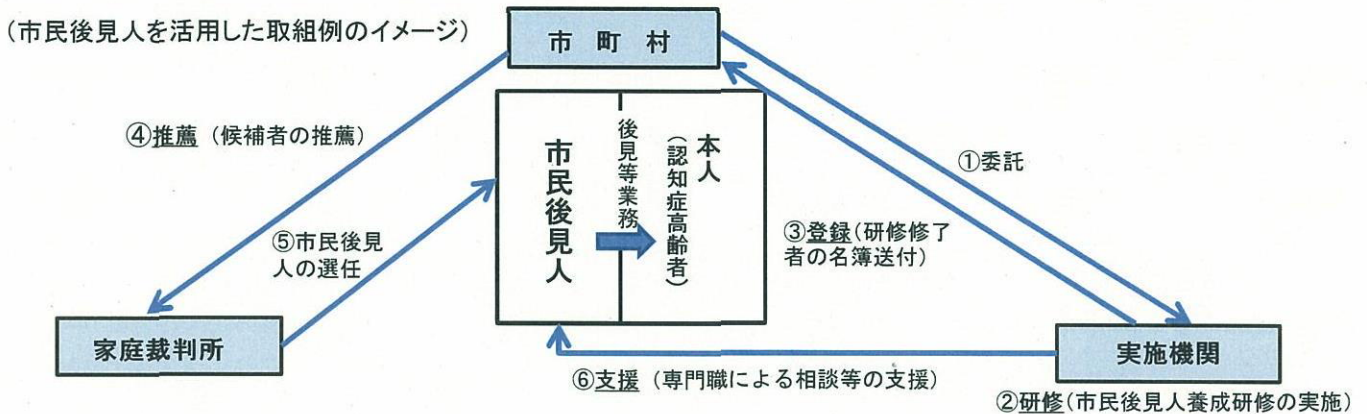 (市民後見人を活用した取組例のイメージ)
市 町 村
④推薦 (候補者の推薦)
①委託
市民後見人
後見等業務
本人
(認知症高齢者)
⑤市民後見
人の選任
③登録(研修修了
者の名簿送付)
家庭裁判所
実施機関
⑥支援 (専門職による相談等の支援)
②研修(市民後見人養成研修の実施)